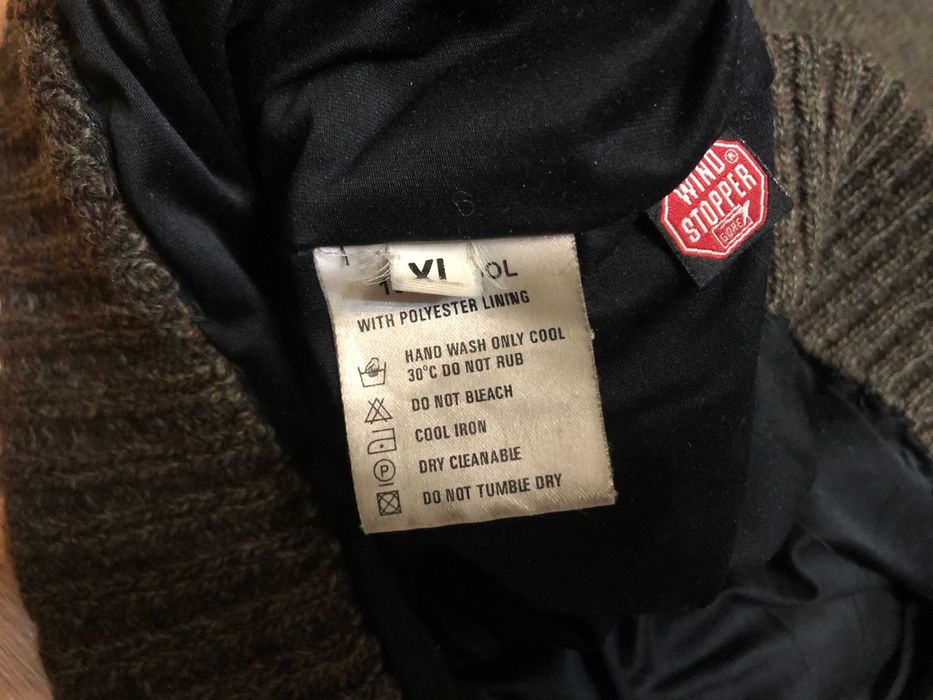 XL
WITH POLYESTER LINING
HAND WASH ONLY COOL
30°C DO NOT RUB
DO NOT BLEACH
COOL IRON
P
DRY CLEANABLE
DO NOT TUMBLE DRY
WIND ®
STOPPER
GORE